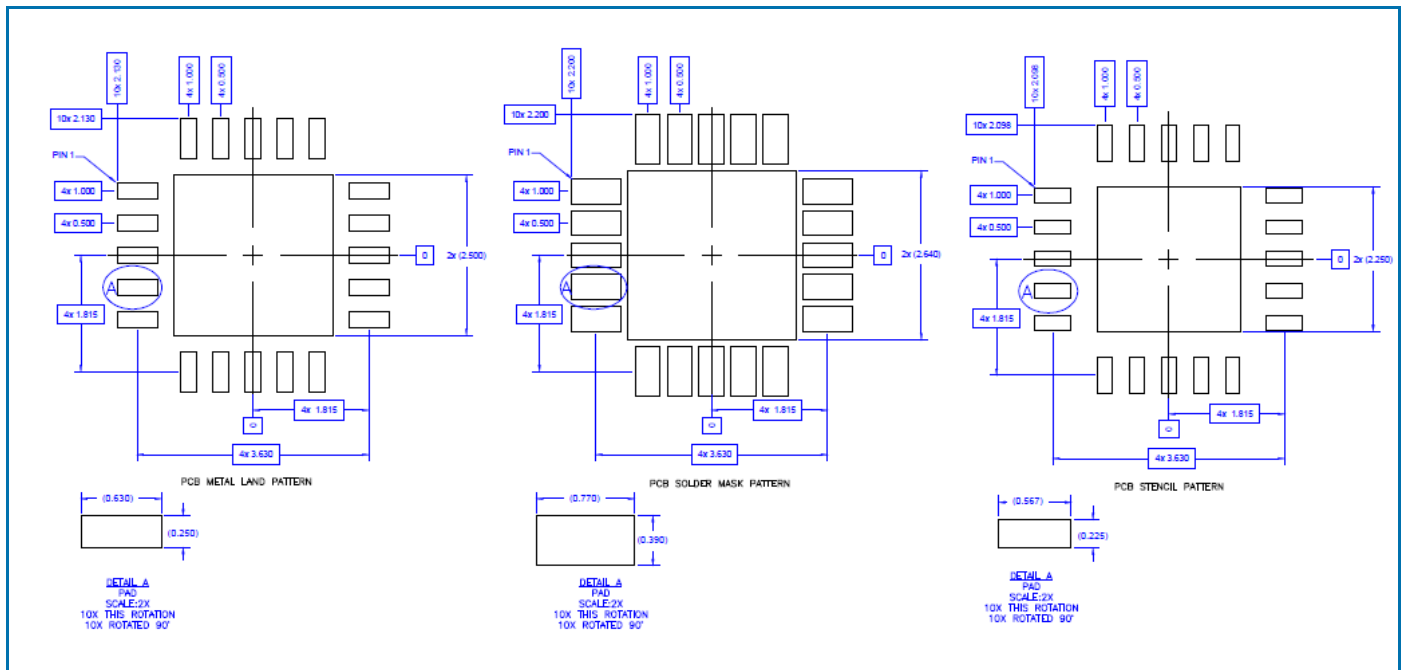 10x 2.130
4x 1.000
4x 0.500
10x 2.130
PIN 1
4x 1.000
4x 0.500
0
2x (2.500)
A
4x 1.815
4x 1.815
0
4x 3.630
PCB METAL LAND PATTERN
(0.630)
(0.250)
DETAIL A
PAD
SCALE:2X
10X THIS ROTATION
10X ROTATED 90°
10x 2.200
4x 1.000
4x 0.500
10x 2.200
PIN 1
4x 1.000
4x 0.500
0
2x (2.640)
A
4x 1.815
4x 1.815
0
4x 3.630
PCB SOLDER MASK PATTERN
(0.770)
(0.390)
DETAIL A
PAD
SCALE:2X
10X THIS ROTATION
10X ROTATED 90°
10x 2.098
4x 1.000
4x 0.500
10x 2.098
PIN 1
4x 1.000
4x 0.500
0
2x (2.250)
A
4x 1.815
4x 1.815
0
4x 3.630
PCB STENCIL PATTERN
(0.567)
(0.225)
DETAIL A
PAD
SCALE:2X
10X THIS ROTATION
10X ROTATED 90°